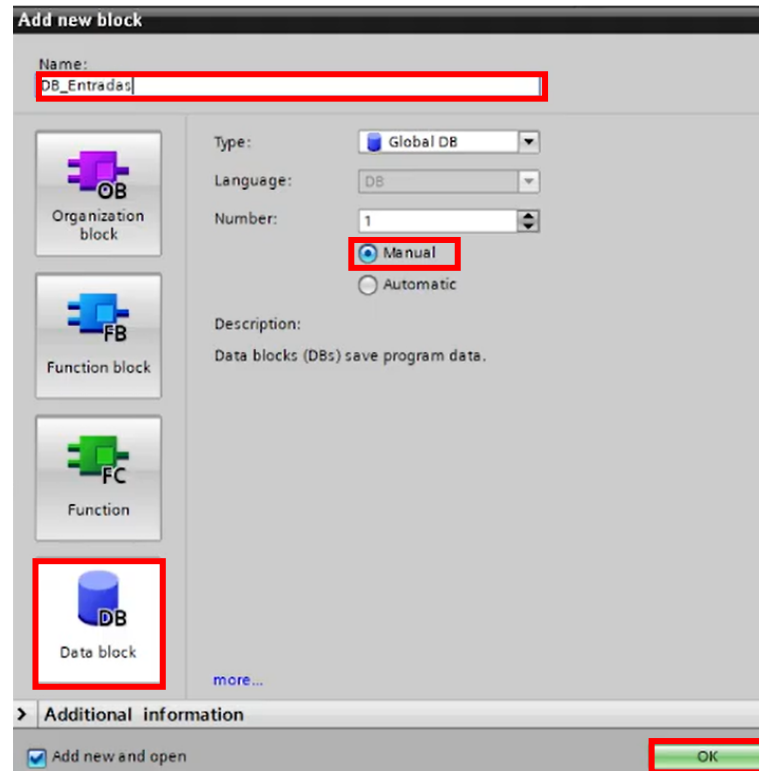 Add new block
Name:
DB_Entradas
Type:
Global DB
Language:
DB
Number:
1
Manual
Automatic
Description:
Data blocks (DBs) save program data.
more...
OB
Organization
block
FB
Function block
FC
Function
DB
Data block
> Additional information
Add new and open
OK